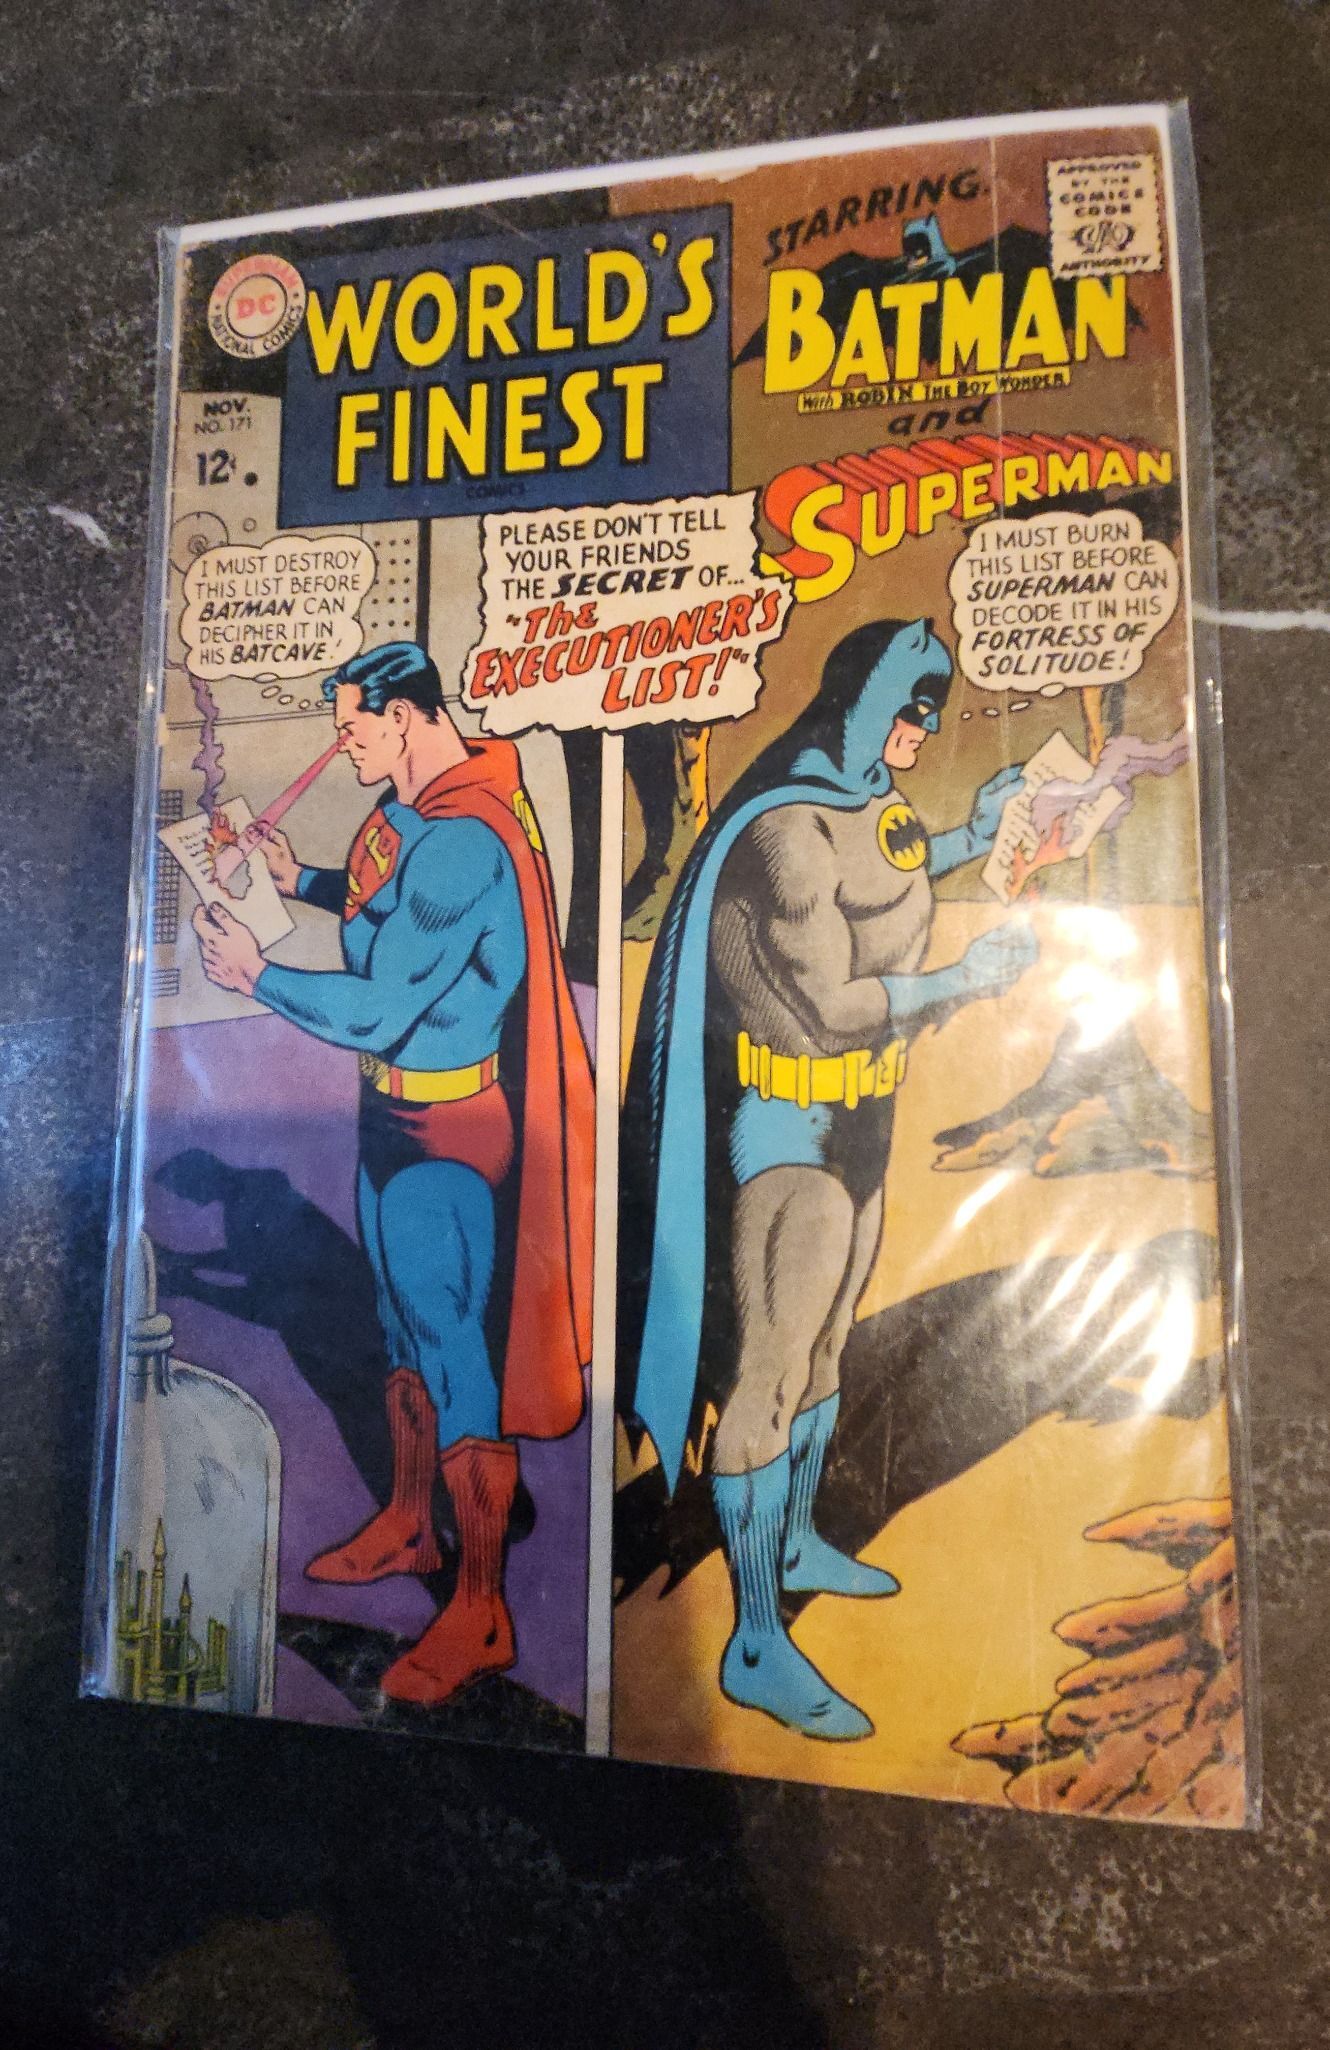 SUPERMAN
DC
NATIONAL COMICS
WORLD'S
FINEST
COMICS
NOV.
NO. 171
12¢
STARRING
BATMAN
With ROBIN THE BOY WONDER
and
SUPERMAN
APPROVED
BY THE
COMICS
CODE
AUTHORITY
I MUST DESTROY
THIS LIST BEFORE
BATMAN CAN
DECIPHER IT IN
HIS BATCAVE!
PLEASE DON'T TELL
YOUR FRIENDS
THE SECRET OF...
"The
EXECUTIONER'S
LIST!"
I MUST BURN
THIS LIST BEFORE
SUPERMAN CAN
DECODE IT IN HIS
FORTRESS OF
SOLITUDE!